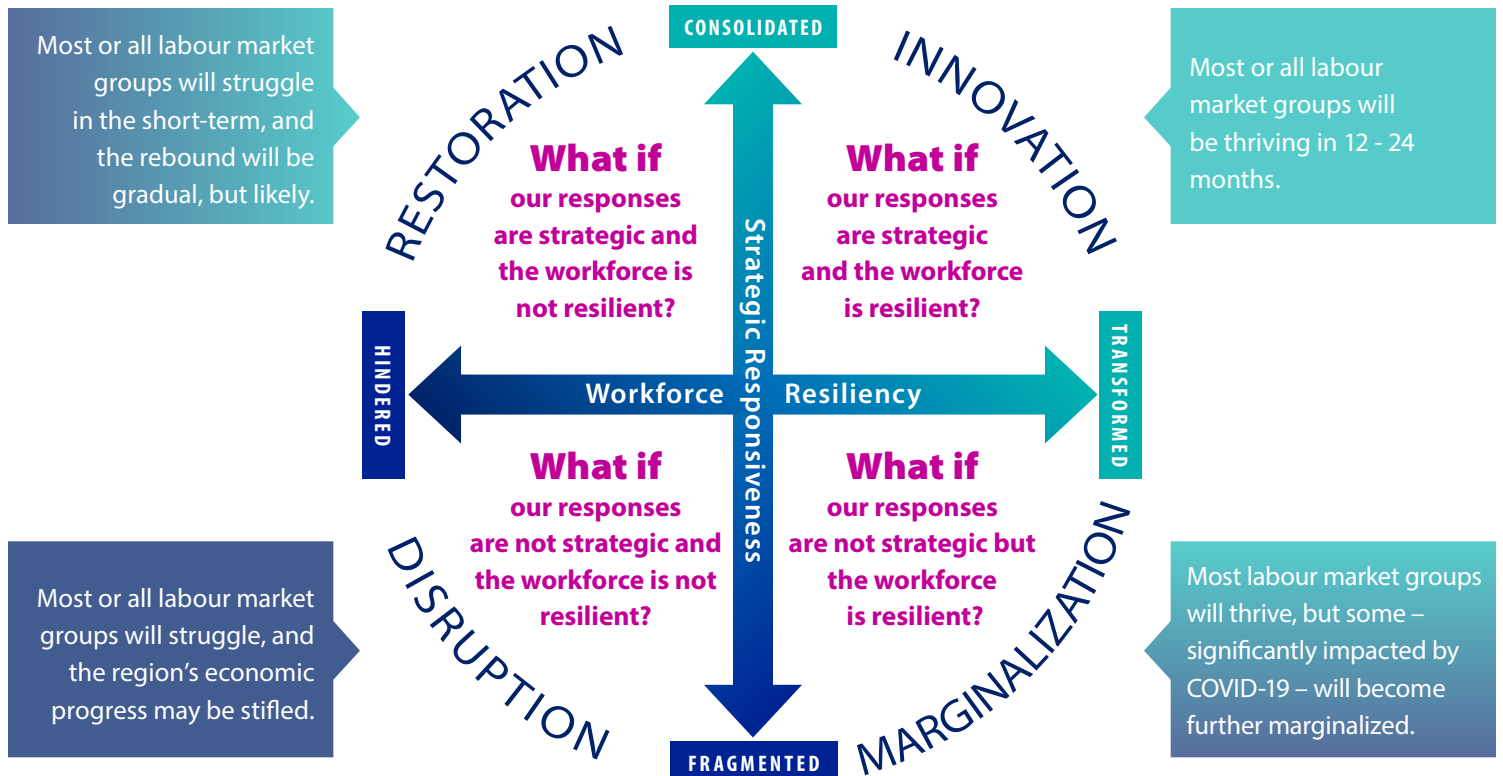 CONSOLIDATED
Most or all labour market
groups will struggle
in the short-term, and
the rebound will be
gradual, but likely.
RESTORATION
What if
our responses
are strategic and
the workforce is
not resilient?
INNOVATION
What if
our responses
are strategic
and the workforce
is resilient?
Most or all labour
market groups will
be thriving in 12 - 24
months.
HINDERED
Workforce Resiliency
Strategic Responsiveness
TRANSFORMED
Most or all labour market
groups will struggle, and
the region’s economic
progress may be stifled.
DISRUPTION
What if
our responses
are not strategic and
the workforce is not
resilient?
MARGINALIZATION
What if
our responses
are not strategic but
the workforce
is resilient?
Most labour market groups
will thrive, but some –
significantly impacted by
COVID-19 – will become
further marginalized.
FRAGMENTED